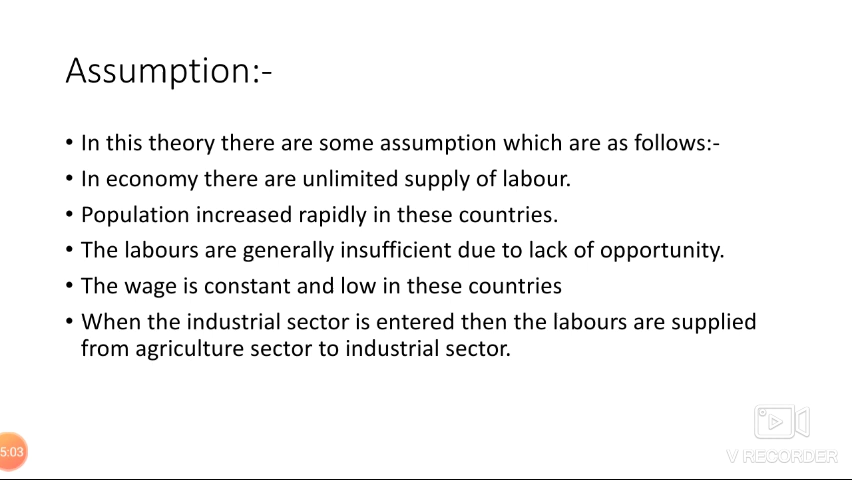 Assumption:-
• In this theory there are some assumption which are as follows:-
• In economy there are unlimited supply of labour.
• Population increased rapidly in these countries.
• The labours are generally insufficient due to lack of opportunity.
• The wage is constant and low in these countries
• When the industrial sector is entered then the labours are supplied
from agriculture sector to industrial sector.
5:03
V RECORDER